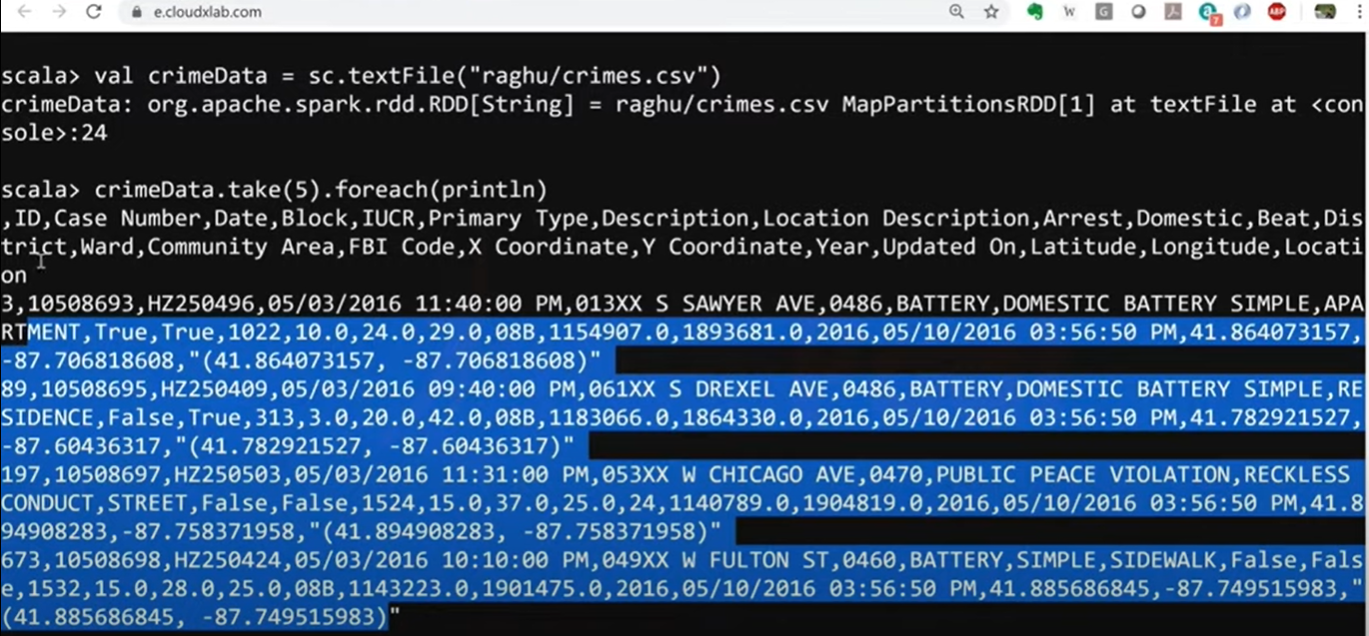 e.cloudxlab.com
scala> val crimeData = sc.textFile("raghu/crimes.csv")
crimeData: org.apache.spark.rdd.RDD[String] = raghu/crimes.csv MapPartitionsRDD[1] at textFile at <con
sole>:24
scala> crimeData.take(5).foreach(println)
,ID,Case Number,Date,Block,IUCR,Primary Type,Description,Location Description,Arrest,Domestic,Beat,Dis
trict,Ward,Community Area,FBI Code,X Coordinate,Y Coordinate,Year,Updated On,Latitude,Longitude,Locati
on
3,10508693,HZ250496,05/03/2016 11:40:00 PM,013XX S SAWYER AVE,0486,BATTERY,DOMESTIC BATTERY SIMPLE,APA
RTMENT,True,True,1022,10.0,24.0,29.0,08B,1154907.0,1893681.0,2016,05/10/2016 03:56:50 PM,41.864073157,
-87.706818608,"(41.864073157, -87.706818608)"
89,10508695,HZ250409,05/03/2016 09:40:00 PM,061XX S DREXEL AVE,0486,BATTERY,DOMESTIC BATTERY SIMPLE,RE
SIDENCE,False,True,313,3.0,20.0,42.0,08B,1183066.0,1864330.0,2016,05/10/2016 03:56:50 PM,41.782921527,
-87.60436317,"(41.782921527, -87.60436317)"
197,10508697,HZ250503,05/03/2016 11:31:00 PM,053XX W CHICAGO AVE,0470,PUBLIC PEACE VIOLATION,RECKLESS
CONDUCT,STREET,False,False,1524,15.0,37.0,25.0,24,1140789.0,1904819.0,2016,05/10/2016 03:56:50 PM,41.8
94908283,-87.758371958,"(41.894908283, -87.758371958)"
673,10508698,HZ250424,05/03/2016 10:10:00 PM,049XX W FULTON ST,0460,BATTERY,SIMPLE,SIDEWALK,False,Fals
e,1532,15.0,28.0,25.0,08B,1143223.0,1901475.0,2016,05/10/2016 03:56:50 PM,41.885686845,-87.749515983,"
(41.885686845, -87.749515983)"